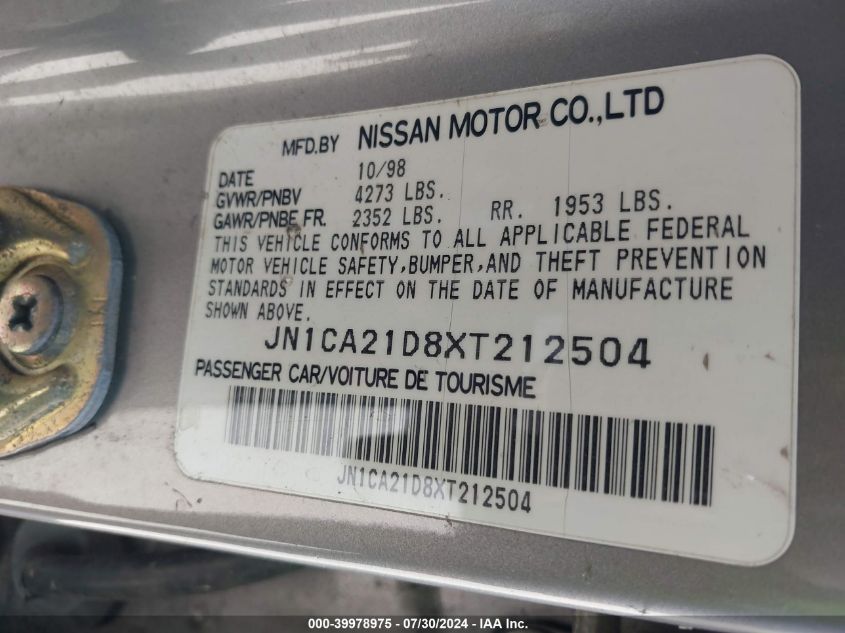 MFD.BY NISSAN MOTOR CO.,LTD
DATE 10/98
GVWR/PNBV 4273 LBS.
GAWR/PNBE FR. 2352 LBS. RR. 1953 LBS.
THIS VEHICLE CONFORMS TO ALL APPLICABLE FEDERAL
MOTOR VEHICLE SAFETY,BUMPER,AND THEFT PREVENTION
STANDARDS IN EFFECT ON THE DATE OF MANUFACTURE
SHOWN ABOVE.
JN1CA21D8XT212504
PASSENGER CAR/VOITURE DE TOURISME
JN1CA21D8XT212504
000-39978975 / 07/30/2024 - © IAA, Inc.